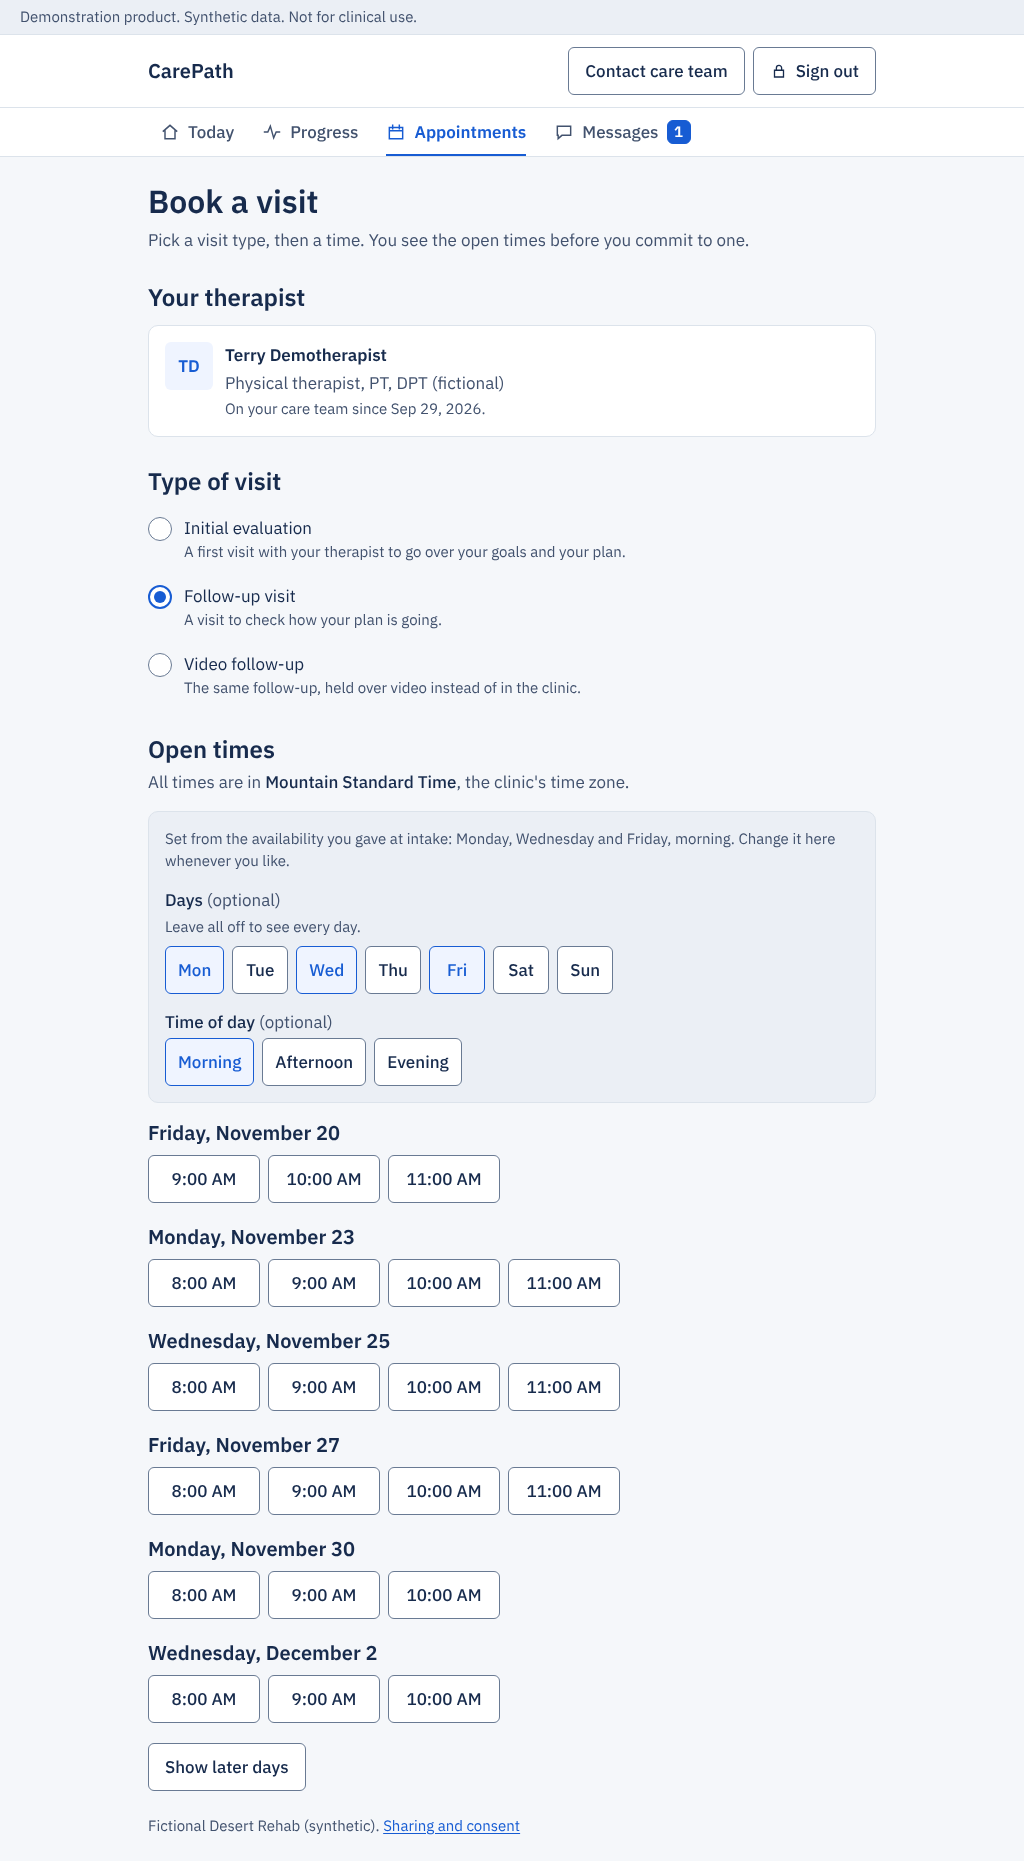 Demonstration product. Synthetic data. Not for clinical use.
CarePath
Contact care team
Sign out
Today
Progress
Appointments
Messages 1
Book a visit
Pick a visit type, then a time. You see the open times before you commit to one.
Your therapist
TD
Terry Demotherapist
Physical therapist, PT, DPT (fictional)
On your care team since Sep 29, 2026.
Type of visit
Initial evaluation
A first visit with your therapist to go over your goals and your plan.
Follow-up visit
A visit to check how your plan is going.
Video follow-up
The same follow-up, held over video instead of in the clinic.
Open times
All times are in Mountain Standard Time, the clinic's time zone.
Set from the availability you gave at intake: Monday, Wednesday and Friday, morning. Change it here
whenever you like.
Days (optional)
Leave all off to see every day.
Mon Tue Wed Thu Fri Sat Sun
Time of day (optional)
Morning Afternoon Evening
Friday, November 20
9:00 AM 10:00 AM 11:00 AM
Monday, November 23
8:00 AM 9:00 AM 10:00 AM 11:00 AM
Wednesday, November 25
8:00 AM 9:00 AM 10:00 AM 11:00 AM
Friday, November 27
8:00 AM 9:00 AM 10:00 AM 11:00 AM
Monday, November 30
8:00 AM 9:00 AM 10:00 AM
Wednesday, December 2
8:00 AM 9:00 AM 10:00 AM
Show later days
Fictional Desert Rehab (synthetic). Sharing and consent